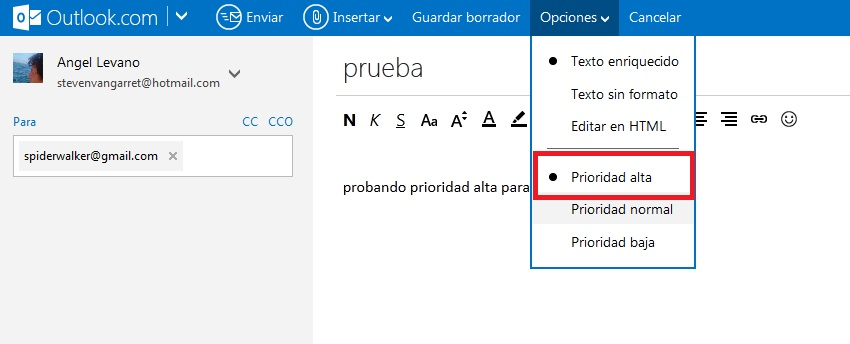 Outlook.com Enviar Insertar Guardar borrador Opciones Cancelar
Angel Levano
stevenvangarret@hotmail.com
Para CC CCO
spiderwalker@gmail.com ×
prueba
N K S Aa A A
probando prioridad alta para
Texto enriquecido
Texto sin formato
Editar en HTML
Prioridad alta
Prioridad normal
Prioridad baja